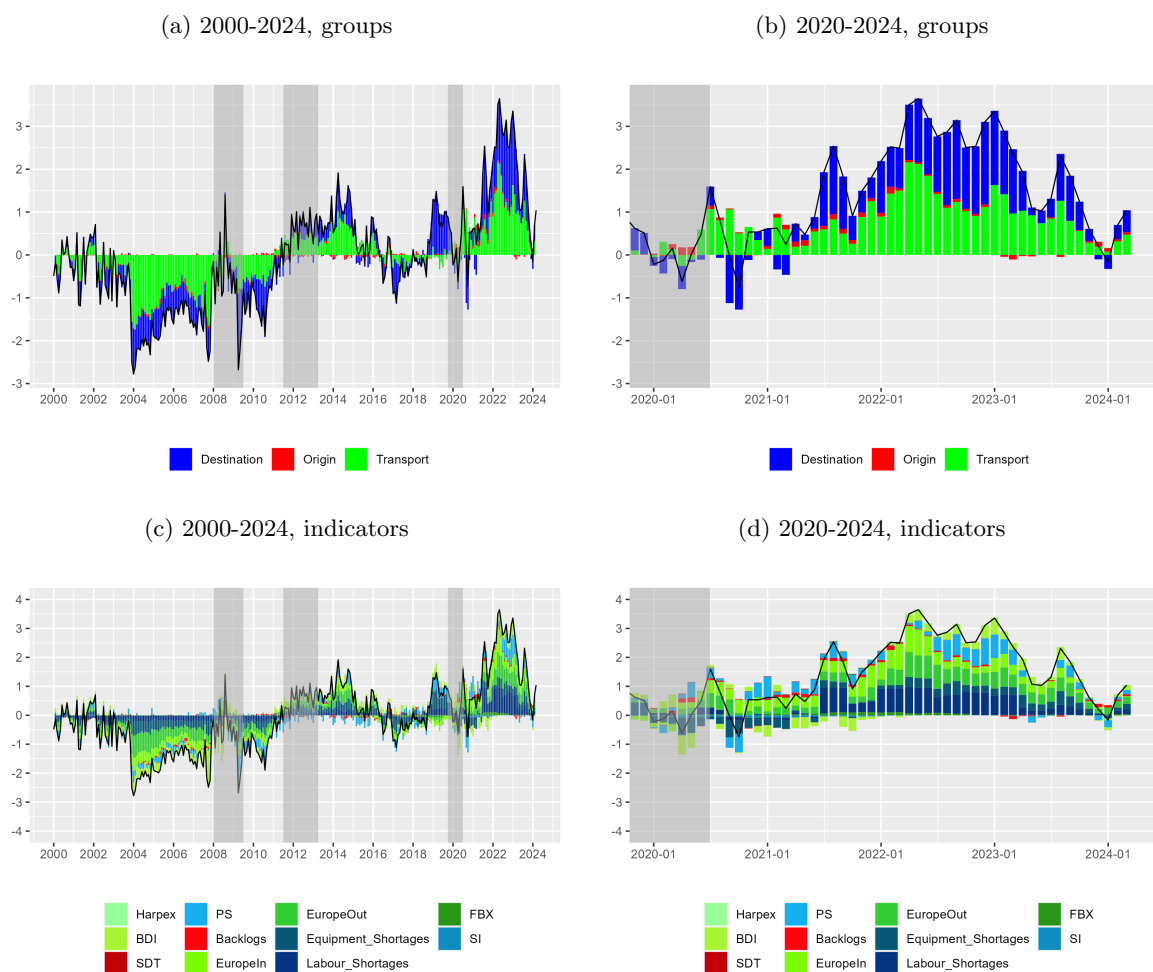 (a) 2000-2024, groups
3
2
1
0
-1
-2
-3
2000 2002 2004 2006 2008 2010 2012 2014 2016 2018 2020 2022 2024
Destination Origin Transport
(b) 2020-2024, groups
3
2
1
0
-1
-2
-3
2020-01 2021-01 2022-01 2023-01 2024-01
Destination Origin Transport
(c) 2000-2024, indicators
4
3
2
1
0
-1
-2
-3
-4
2000 2002 2004 2006 2008 2010 2012 2014 2016 2018 2020 2022 2024
Harpex PS EuropeOut FBX
BDI Backlogs Equipment_Shortages SI
SDT EuropeIn Labour_Shortages
(d) 2020-2024, indicators
4
3
2
1
0
-1
-2
-3
-4
2020-01 2021-01 2022-01 2023-01 2024-01
Harpex PS EuropeOut FBX
BDI Backlogs Equipment_Shortages SI
SDT EuropeIn Labour_Shortages